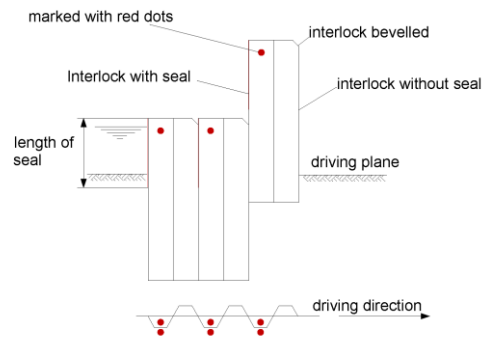 marked with red dots
interlock bevelled
Interlock with seal
interlock without seal
length of
seal
driving plane
driving direction